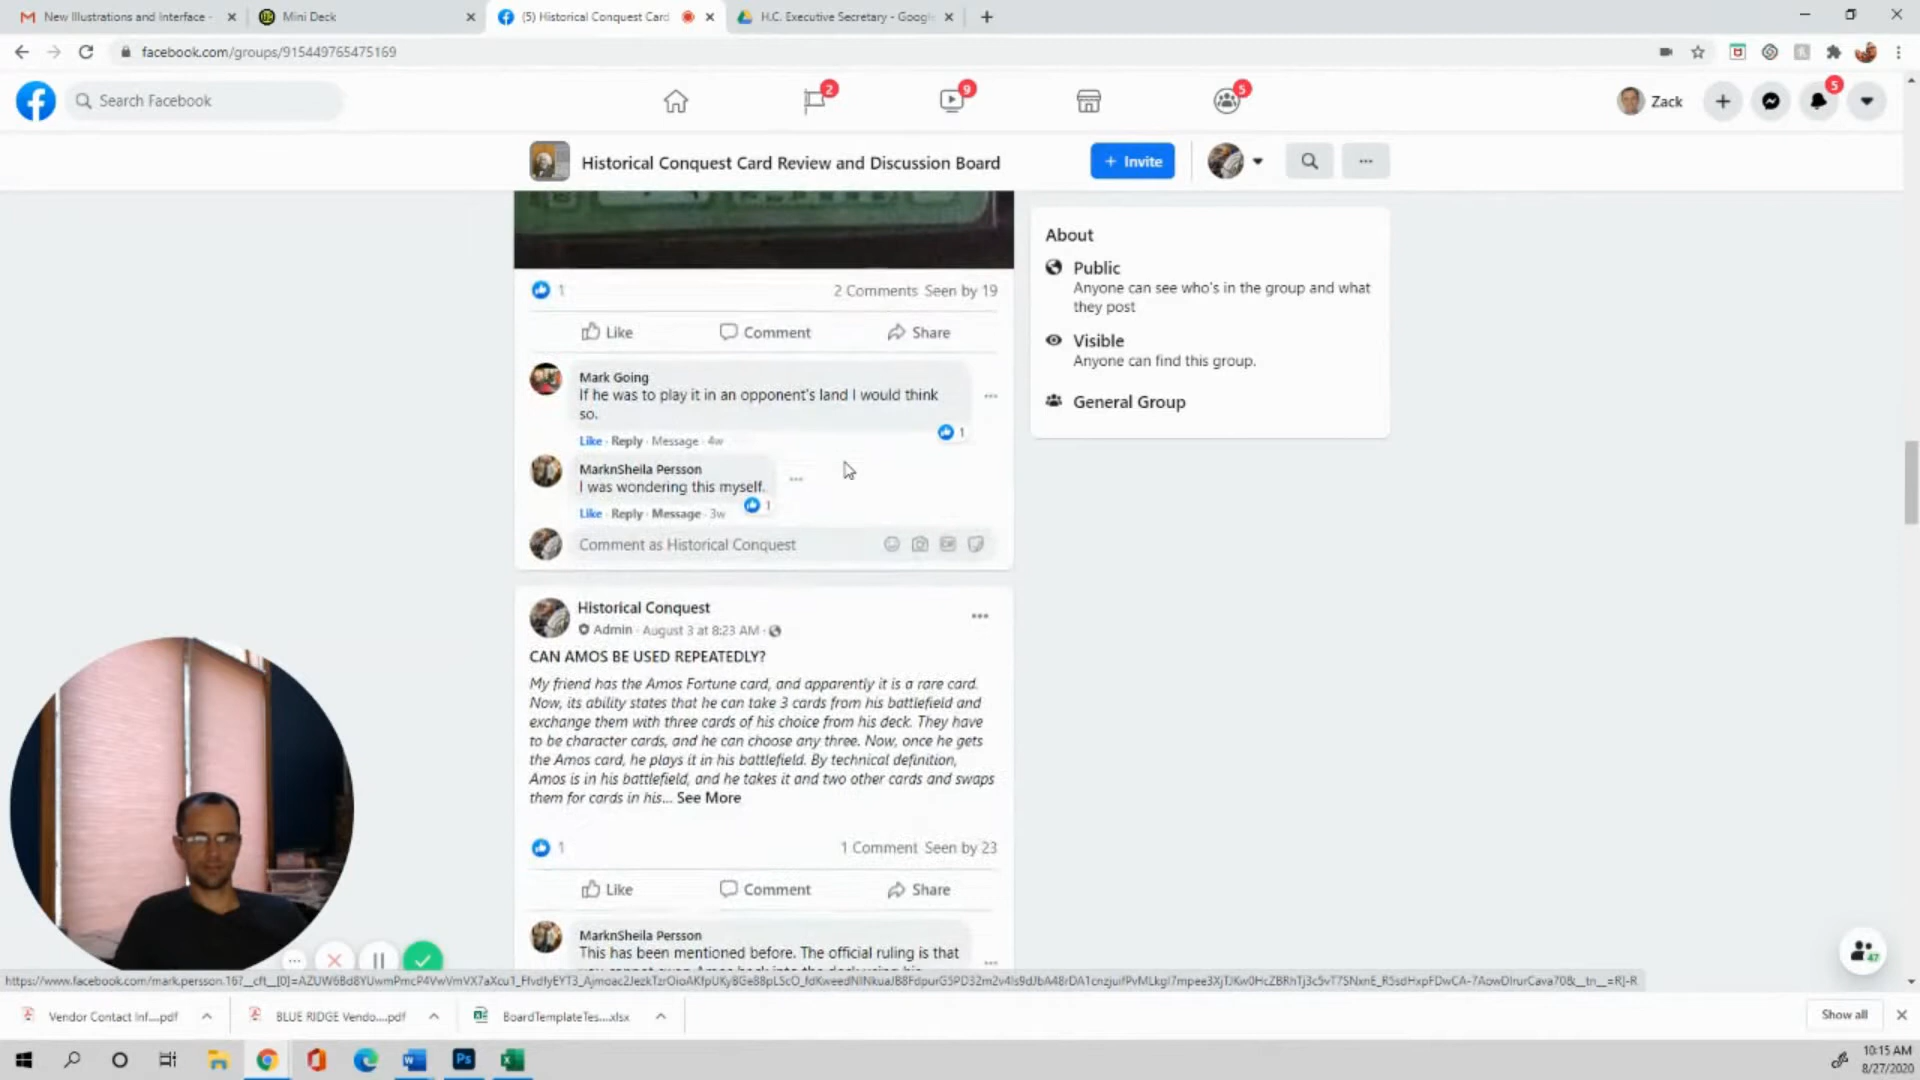 New Illustrations and Interface -
Mini Deck
(5) Historical Conquest Card
H.C. Executive Secretary - Google
facebook.com/groups/915449765475169
Search Facebook
2
9
5
Zack
5
Historical Conquest Card Review and Discussion Board
+ Invite
About
Public
Anyone can see who's in the group and what
they post
Visible
Anyone can find this group.
General Group
1
2 Comments Seen by 19
Like
Comment
Share
Mark Going
If he was to play it in an opponent's land I would think
so.
1
Like · Reply · Message · 4w
MarknSheila Persson
I was wondering this myself.
1
Like · Reply · Message · 3w
Comment as Historical Conquest
Historical Conquest
Admin · August 3 at 8:23 AM ·
CAN AMOS BE USED REPEATEDLY?
My friend has the Amos Fortune card, and apparently it is a rare card.
Now, its ability states that he can take 3 cards from his battlefield and
exchange them with three cards of his choice from his deck. They have
to be character cards, and he can choose any three. Now, once he gets
the Amos card, he plays it in his battlefield. By technical definition,
Amos is in his battlefield, and he takes it and two other cards and swaps
them for cards in his... See More
1
1 Comment Seen by 23
Like
Comment
Share
MarknSheila Persson
This has been mentioned before. The official ruling is that
47
Vendor Contact Inf....pdf
BLUE RIDGE Vendo....pdf
BoardTemplateTes....xlsx
Show all
Ps
10:15 AM
8/27/2020